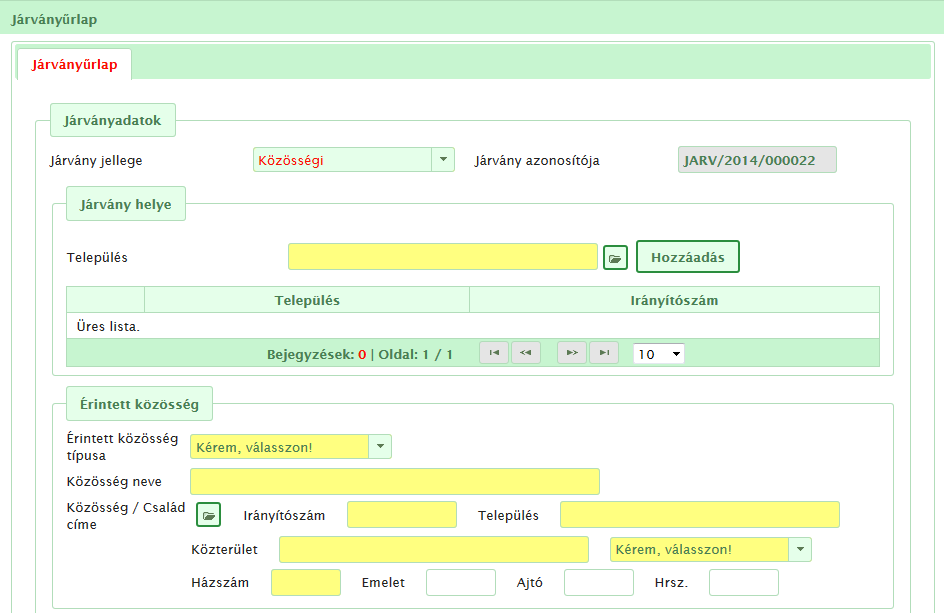 Járványűrlap
Járványűrlap
Járványadatok
Járvány jellege Közösségi Járvány azonosítója JARV/2014/000022
Járvány helye
Település Hozzáadás
Település Irányítószám
Üres lista.
Bejegyzések: 0 | Oldal: 1 / 1 10
Érintett közösség
Érintett közösség típusa Kérem, válasszon!
Közösség neve
Közösség / Család címe Irányítószám Település
Közterület Kérem, válasszon!
Házszám Emelet Ajtó Hrsz.